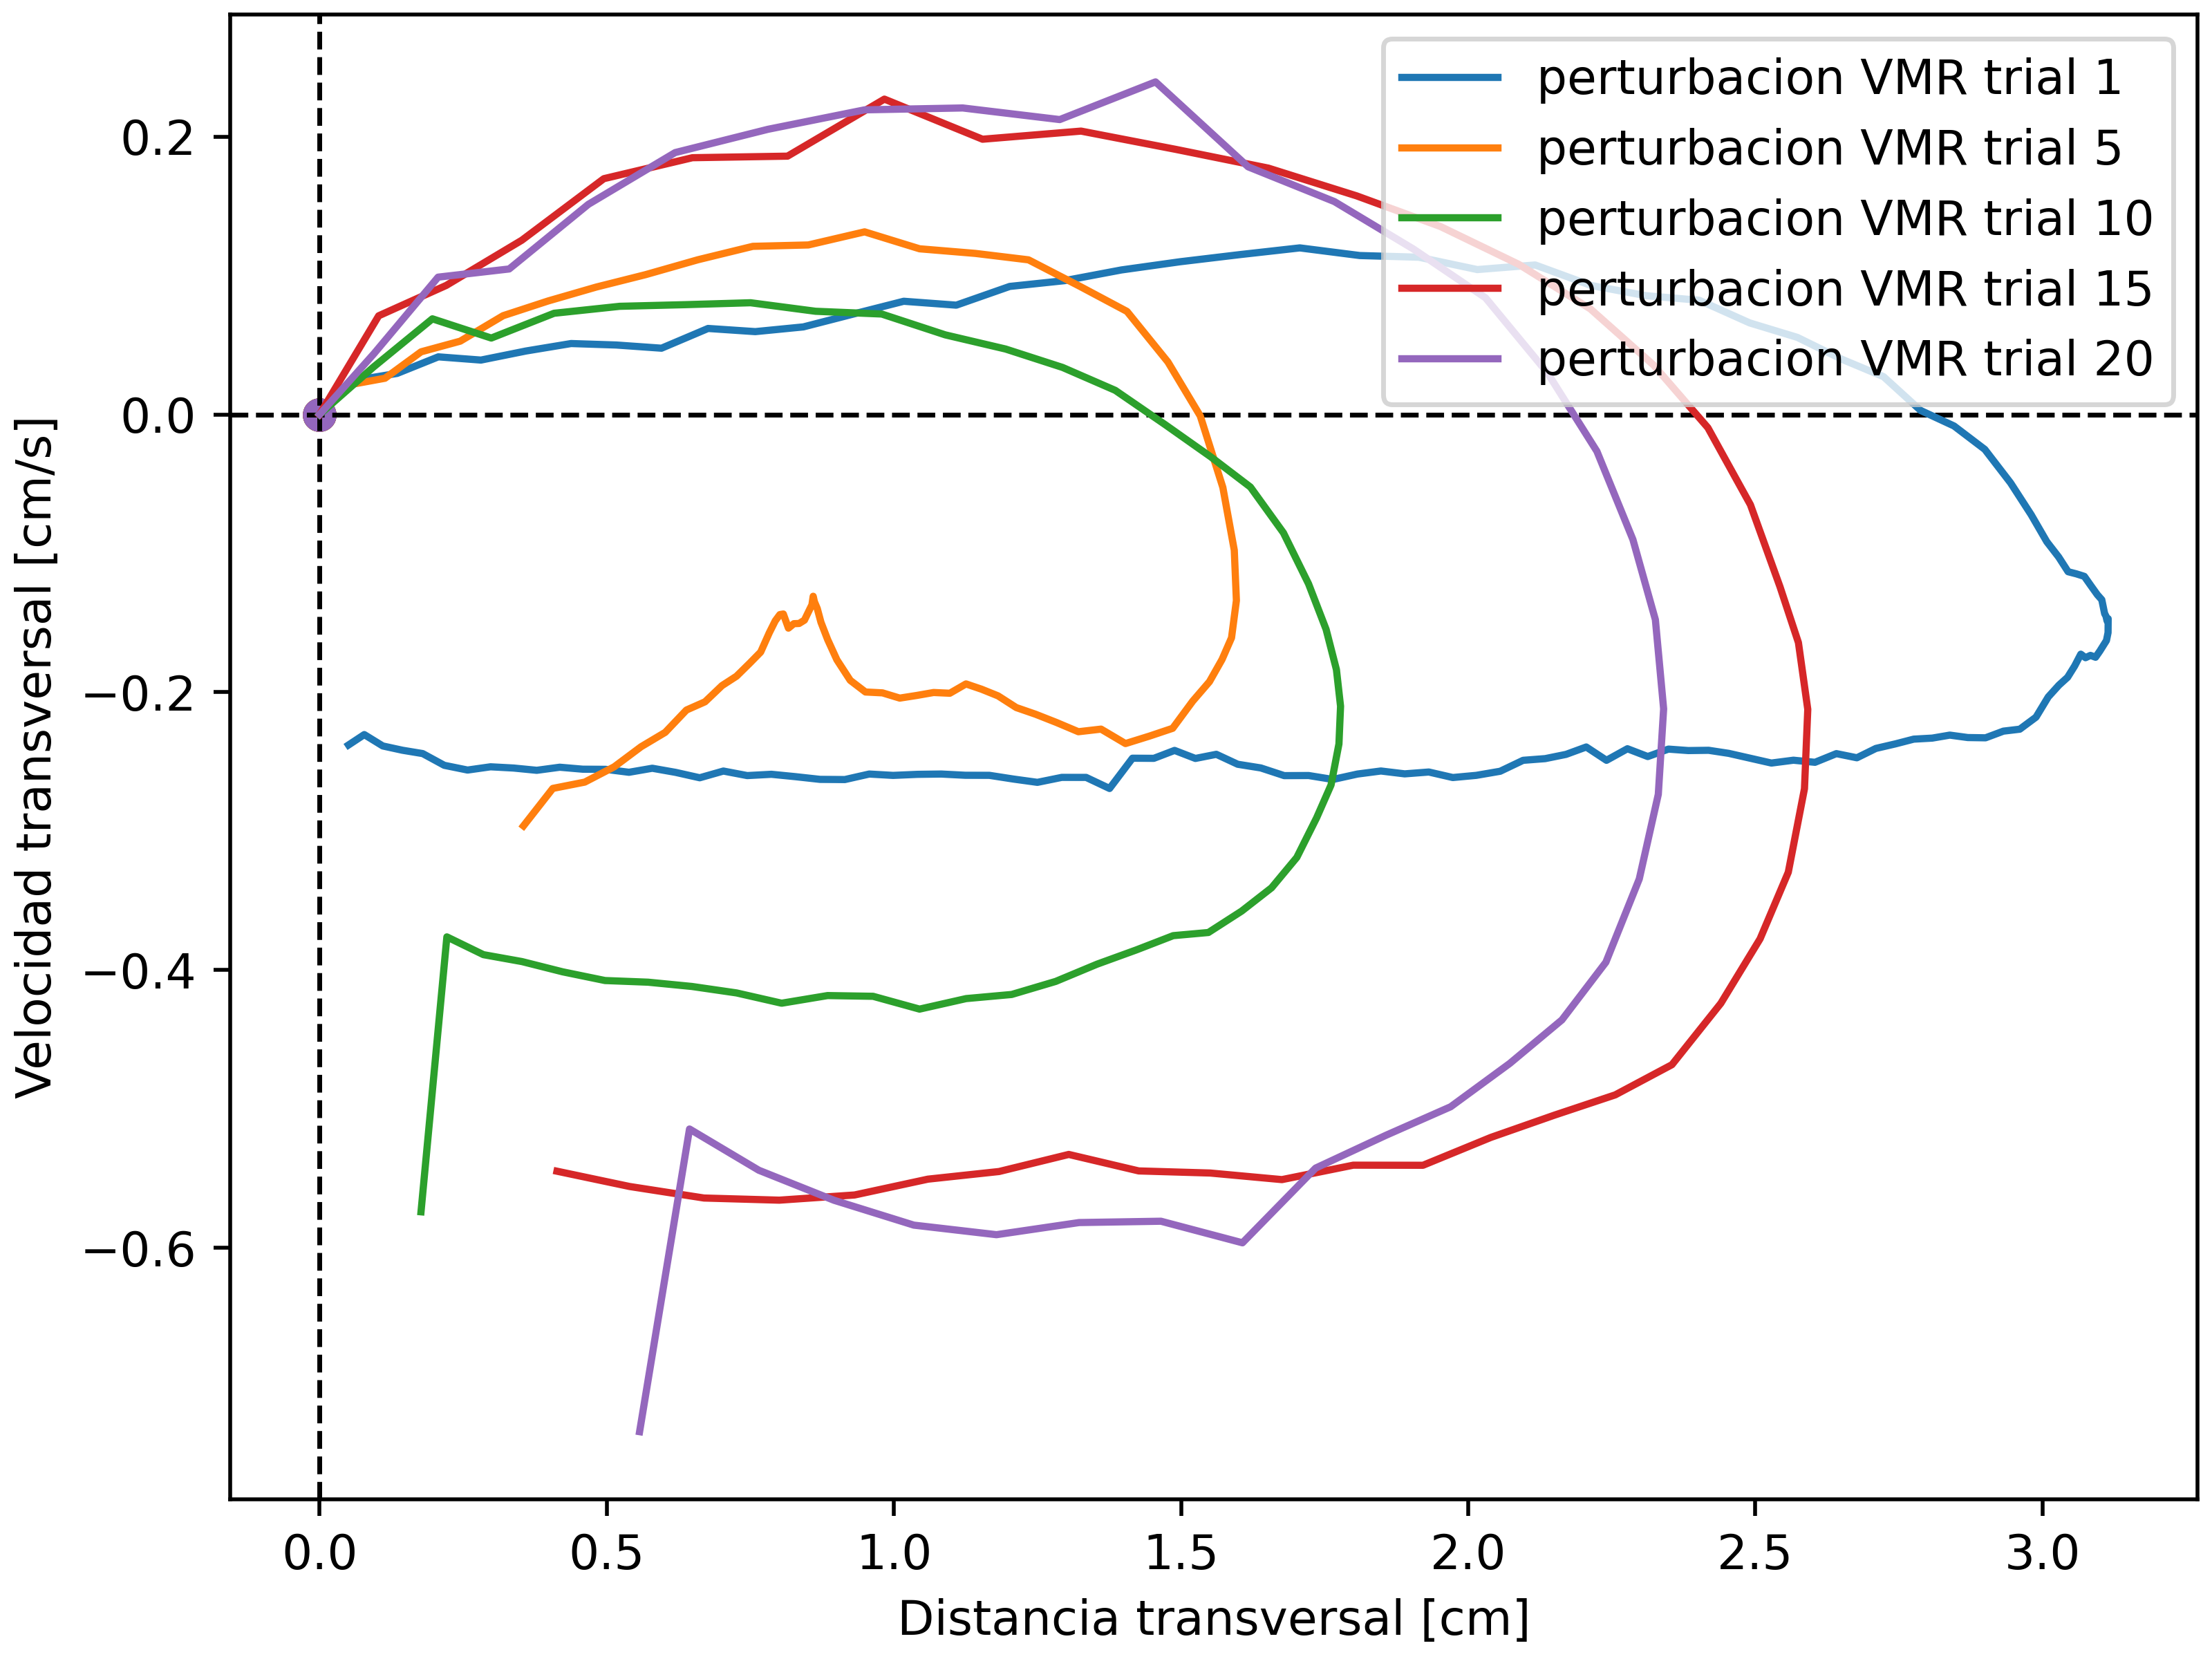 perturbacion VMR trial 1
perturbacion VMR trial 5
perturbacion VMR trial 10
perturbacion VMR trial 15
perturbacion VMR trial 20
0.2
0.0
−0.2
−0.4
−0.6
Velocidad transversal [cm/s]
0.0 0.5 1.0 1.5 2.0 2.5 3.0
Distancia transversal [cm]